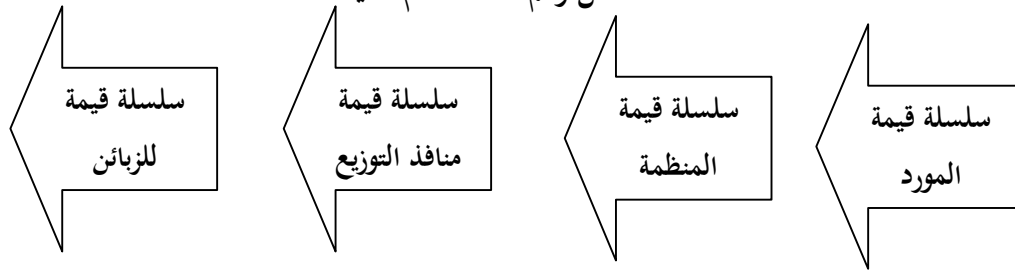 سلسلة قيمة
المورد
سلسلة قيمة
المنظمة
سلسلة قيمة
منافذ التوزيع
سلسلة قيمة
للزبائن